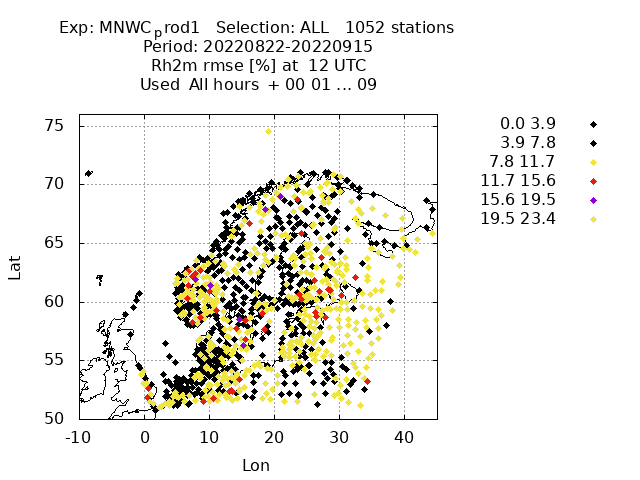 Exp: MNWCprod1 Selection: ALL 1052 stations
Period: 20220822-20220915
Rh2m rmse [%] at 12 UTC
Used All hours + 00 01 ... 09
0.0 3.9
3.9 7.8
7.8 11.7
11.7 15.6
15.6 19.5
19.5 23.4
75
70
65
60
55
50
Lat
-10 0 10 20 30 40
Lon